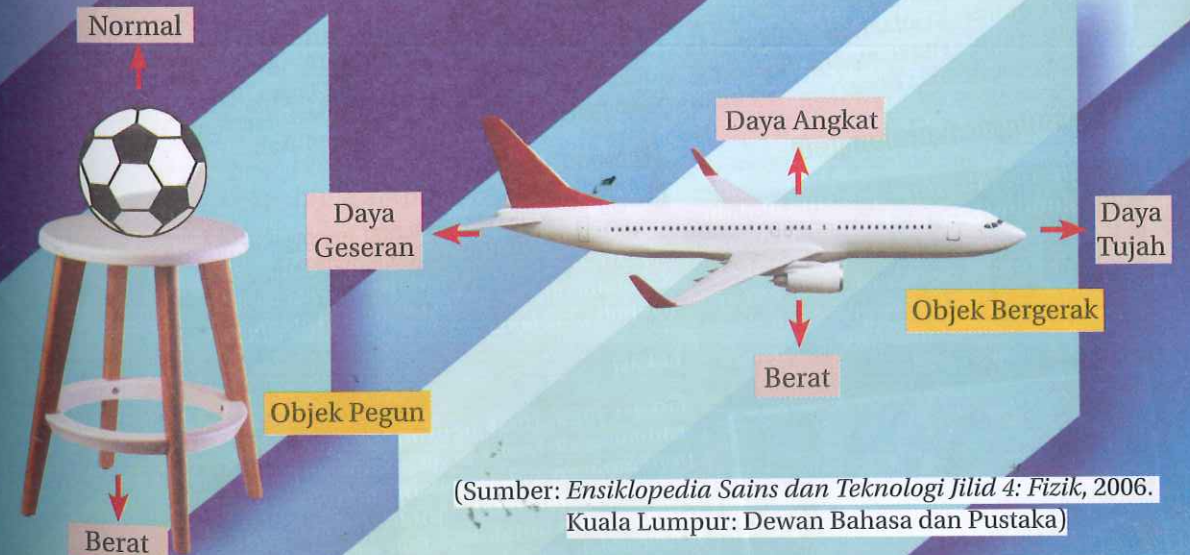 Normal
Daya Angkat
Daya
Geseran
Daya
Tujah
Objek Bergerak
Berat
Objek Pegun
Berat
(Sumber: Ensiklopedia Sains dan Teknologi Jilid 4: Fizik, 2006.
Kuala Lumpur: Dewan Bahasa dan Pustaka)